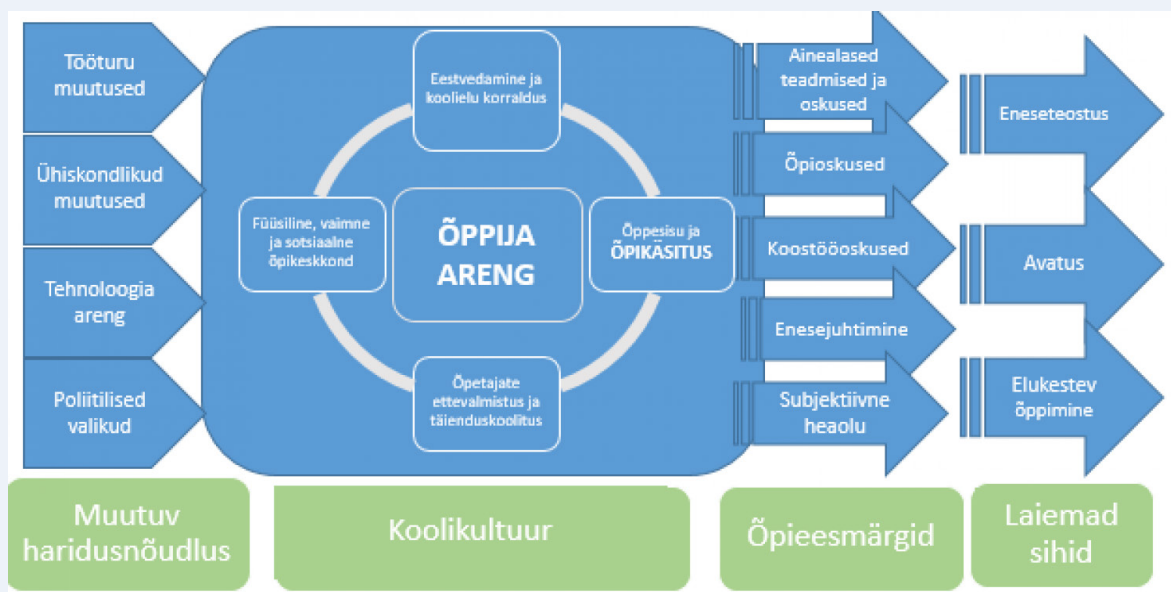 Tööturu
muutused
Ühiskondlikud
muutused
Tehnoloogia
areng
Poliitilised
valikud
Eestvedamine ja
koolielu korraldus
Füüsiline, vaimne
ja sotsiaalne
õpikeskkond
ÕPPIJA
ARENG
Õppesisu ja
ÕPIKÄSITUS
Õpetajate
ettevalmistus ja
täienduskoolitus
Ainealased
teadmised ja
oskused
Õpioskused
Koostööoskused
Enesejuhtimine
Subjektiivne
heaolu
Eneseteostus
Avatus
Elukestev
õppimine
Muutuv
haridusnõudlus
Koolikultuur
Õpieesmärgid
Laiemad
sihid